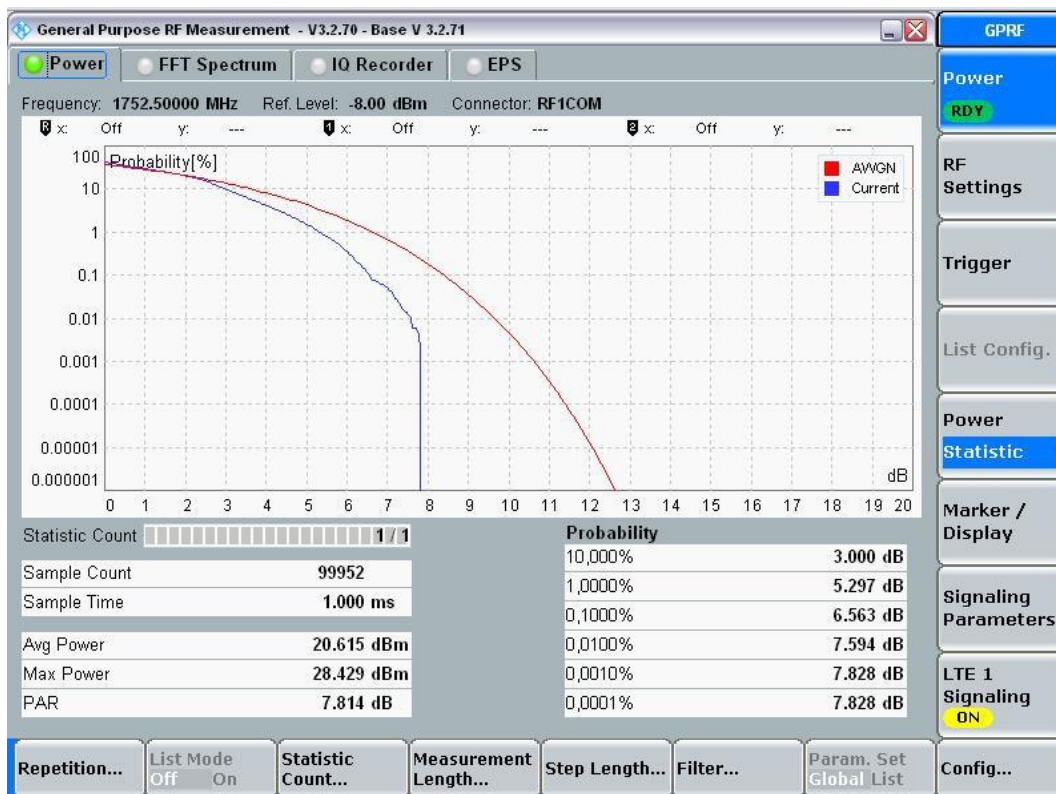 General Purpose RF Measurement - V3.2.70 - Base V 3.2.71
GPRF
Power FFT Spectrum IQ Recorder EPS
Power
RDY
Frequency: 1752.50000 MHz Ref. Level: -8.00 dBm Connector: RF1COM
R x: Off y: --- 1 x: Off y: --- 2 x: Off y: ---
Probability[%]
AWGN
Current
100
10
1
0.1
0.01
0.001
0.0001
0.00001
0.000001
dB
0 1 2 3 4 5 6 7 8 9 10 11 12 13 14 15 16 17 18 19 20
RF
Settings
Trigger
List Config.
Power
Statistic
Marker /
Display
Signaling
Parameters
LTE 1
Signaling
ON
Statistic Count 1 / 1
Sample Count 99952
Sample Time 1.000 ms
Avg Power 20.615 dBm
Max Power 28.429 dBm
PAR 7.814 dB
Probability
10,000% 3.000 dB
1,0000% 5.297 dB
0,1000% 6.563 dB
0,0100% 7.594 dB
0,0010% 7.828 dB
0,0001% 7.828 dB
Repetition...
List Mode
Off On
Statistic
Count...
Measurement
Length...
Step Length...
Filter...
Param. Set
Global List
Config...